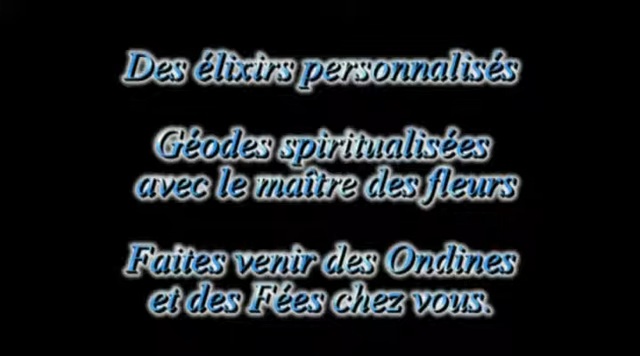 Des élixirs personnalisés
Géodes spiritualisées
avec le maître des fleurs
Faites venir des Ondines
et des Fées chez vous.